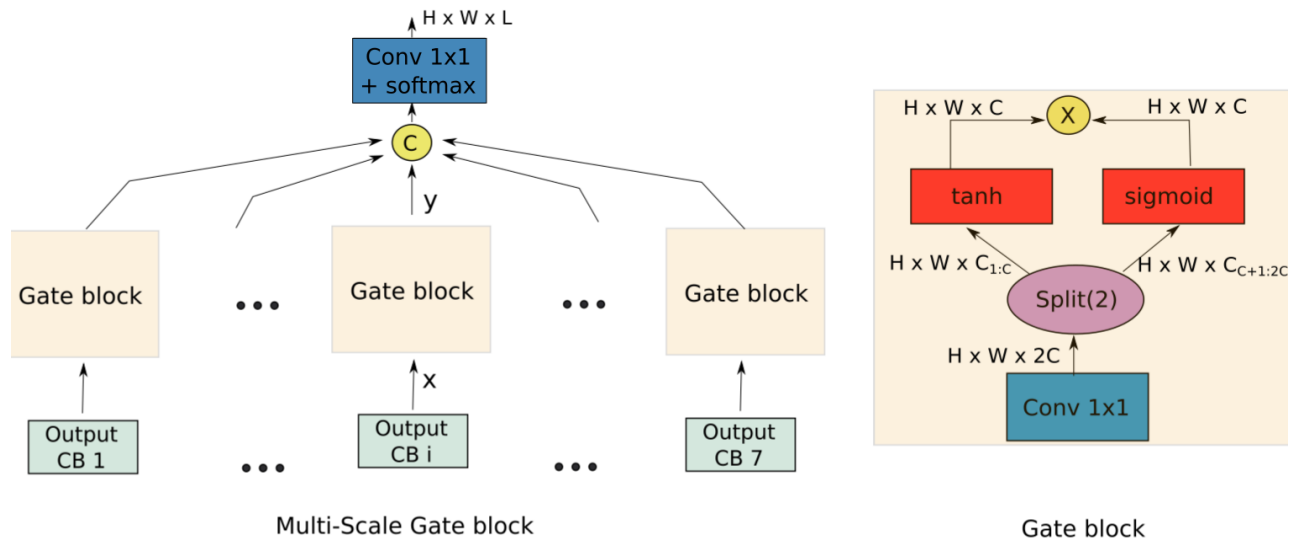 H x W x L
Conv 1x1
+ softmax
C
y
Gate block
Gate block
Gate block
x
Output
CB 1
Output
CB i
Output
CB 7
Multi-Scale Gate block
H x W x C
X
H x W x C
tanh
sigmoid
H x W x C1:C
H x W x CC+1:2C
Split(2)
H x W x 2C
Conv 1x1
Gate block